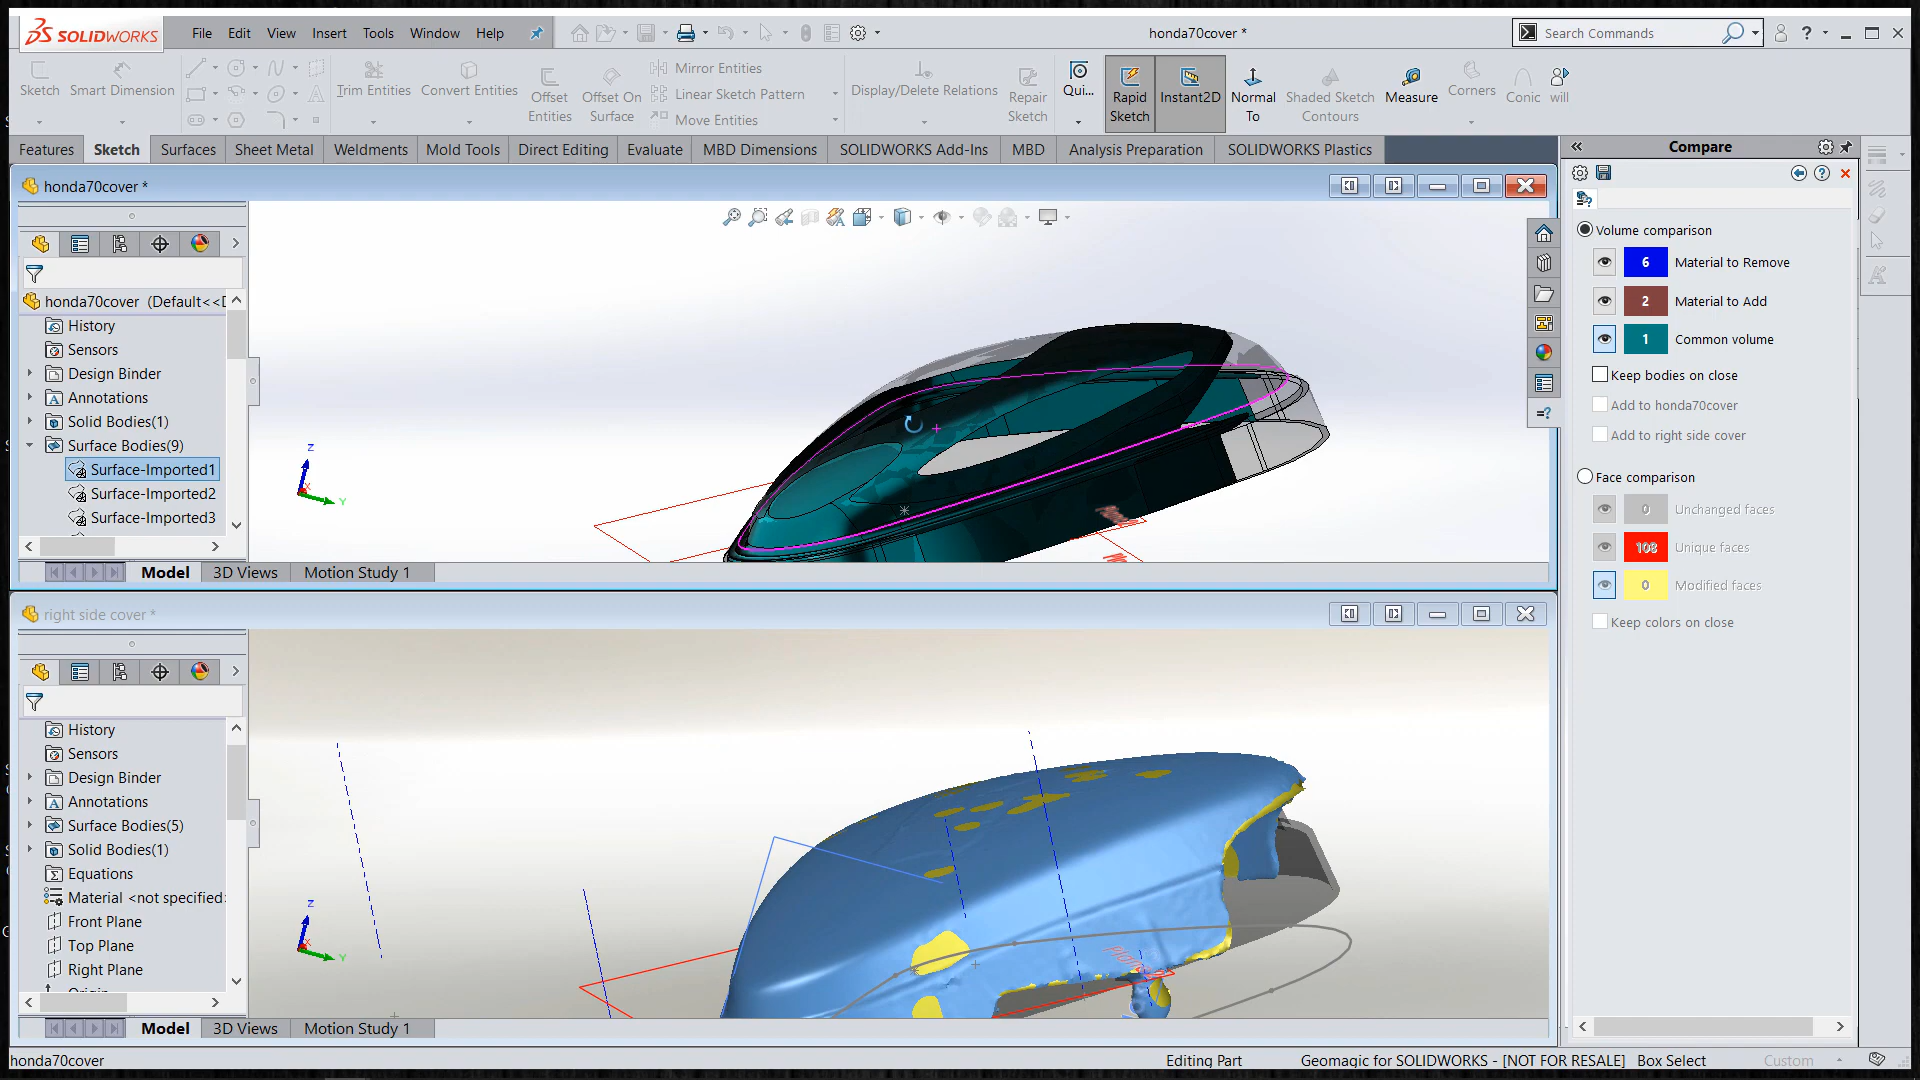 SOLIDWORKS
File Edit View Insert Tools Window Help
honda70cover *
Search Commands
Sketch
Smart Dimension
Trim Entities
Convert Entities
Offset Entities
Offset On Surface
Mirror Entities
Linear Sketch Pattern
Move Entities
Display/Delete Relations
Repair Sketch
Qui...
Rapid Sketch
Instant2D
Normal To
Shaded Sketch Contours
Measure
Corners
Conic
will
Features Sketch Surfaces Sheet Metal Weldments Mold Tools Direct Editing Evaluate MBD Dimensions SOLIDWORKS Add-Ins MBD Analysis Preparation SOLIDWORKS Plastics
honda70cover *
honda70cover (Default<<D
History
Sensors
Design Binder
Annotations
Solid Bodies(1)
Surface Bodies(9)
Surface-Imported1
Surface-Imported2
Surface-Imported3
Z
X
Y
Model 3D Views Motion Study 1
right side cover *
History
Sensors
Design Binder
Annotations
Surface Bodies(5)
Solid Bodies(1)
Equations
Material <not specified>
Front Plane
Top Plane
Right Plane
Origin
Z
X
Y
Model 3D Views Motion Study 1
Compare
Volume comparison
6 Material to Remove
2 Material to Add
1 Common volume
Keep bodies on close
Add to honda70cover
Add to right side cover
Face comparison
0 Unchanged faces
108 Unique faces
0 Modified faces
Keep colors on close
honda70cover
Editing Part
Geomagic for SOLIDWORKS - [NOT FOR RESALE]
Box Select
Custom